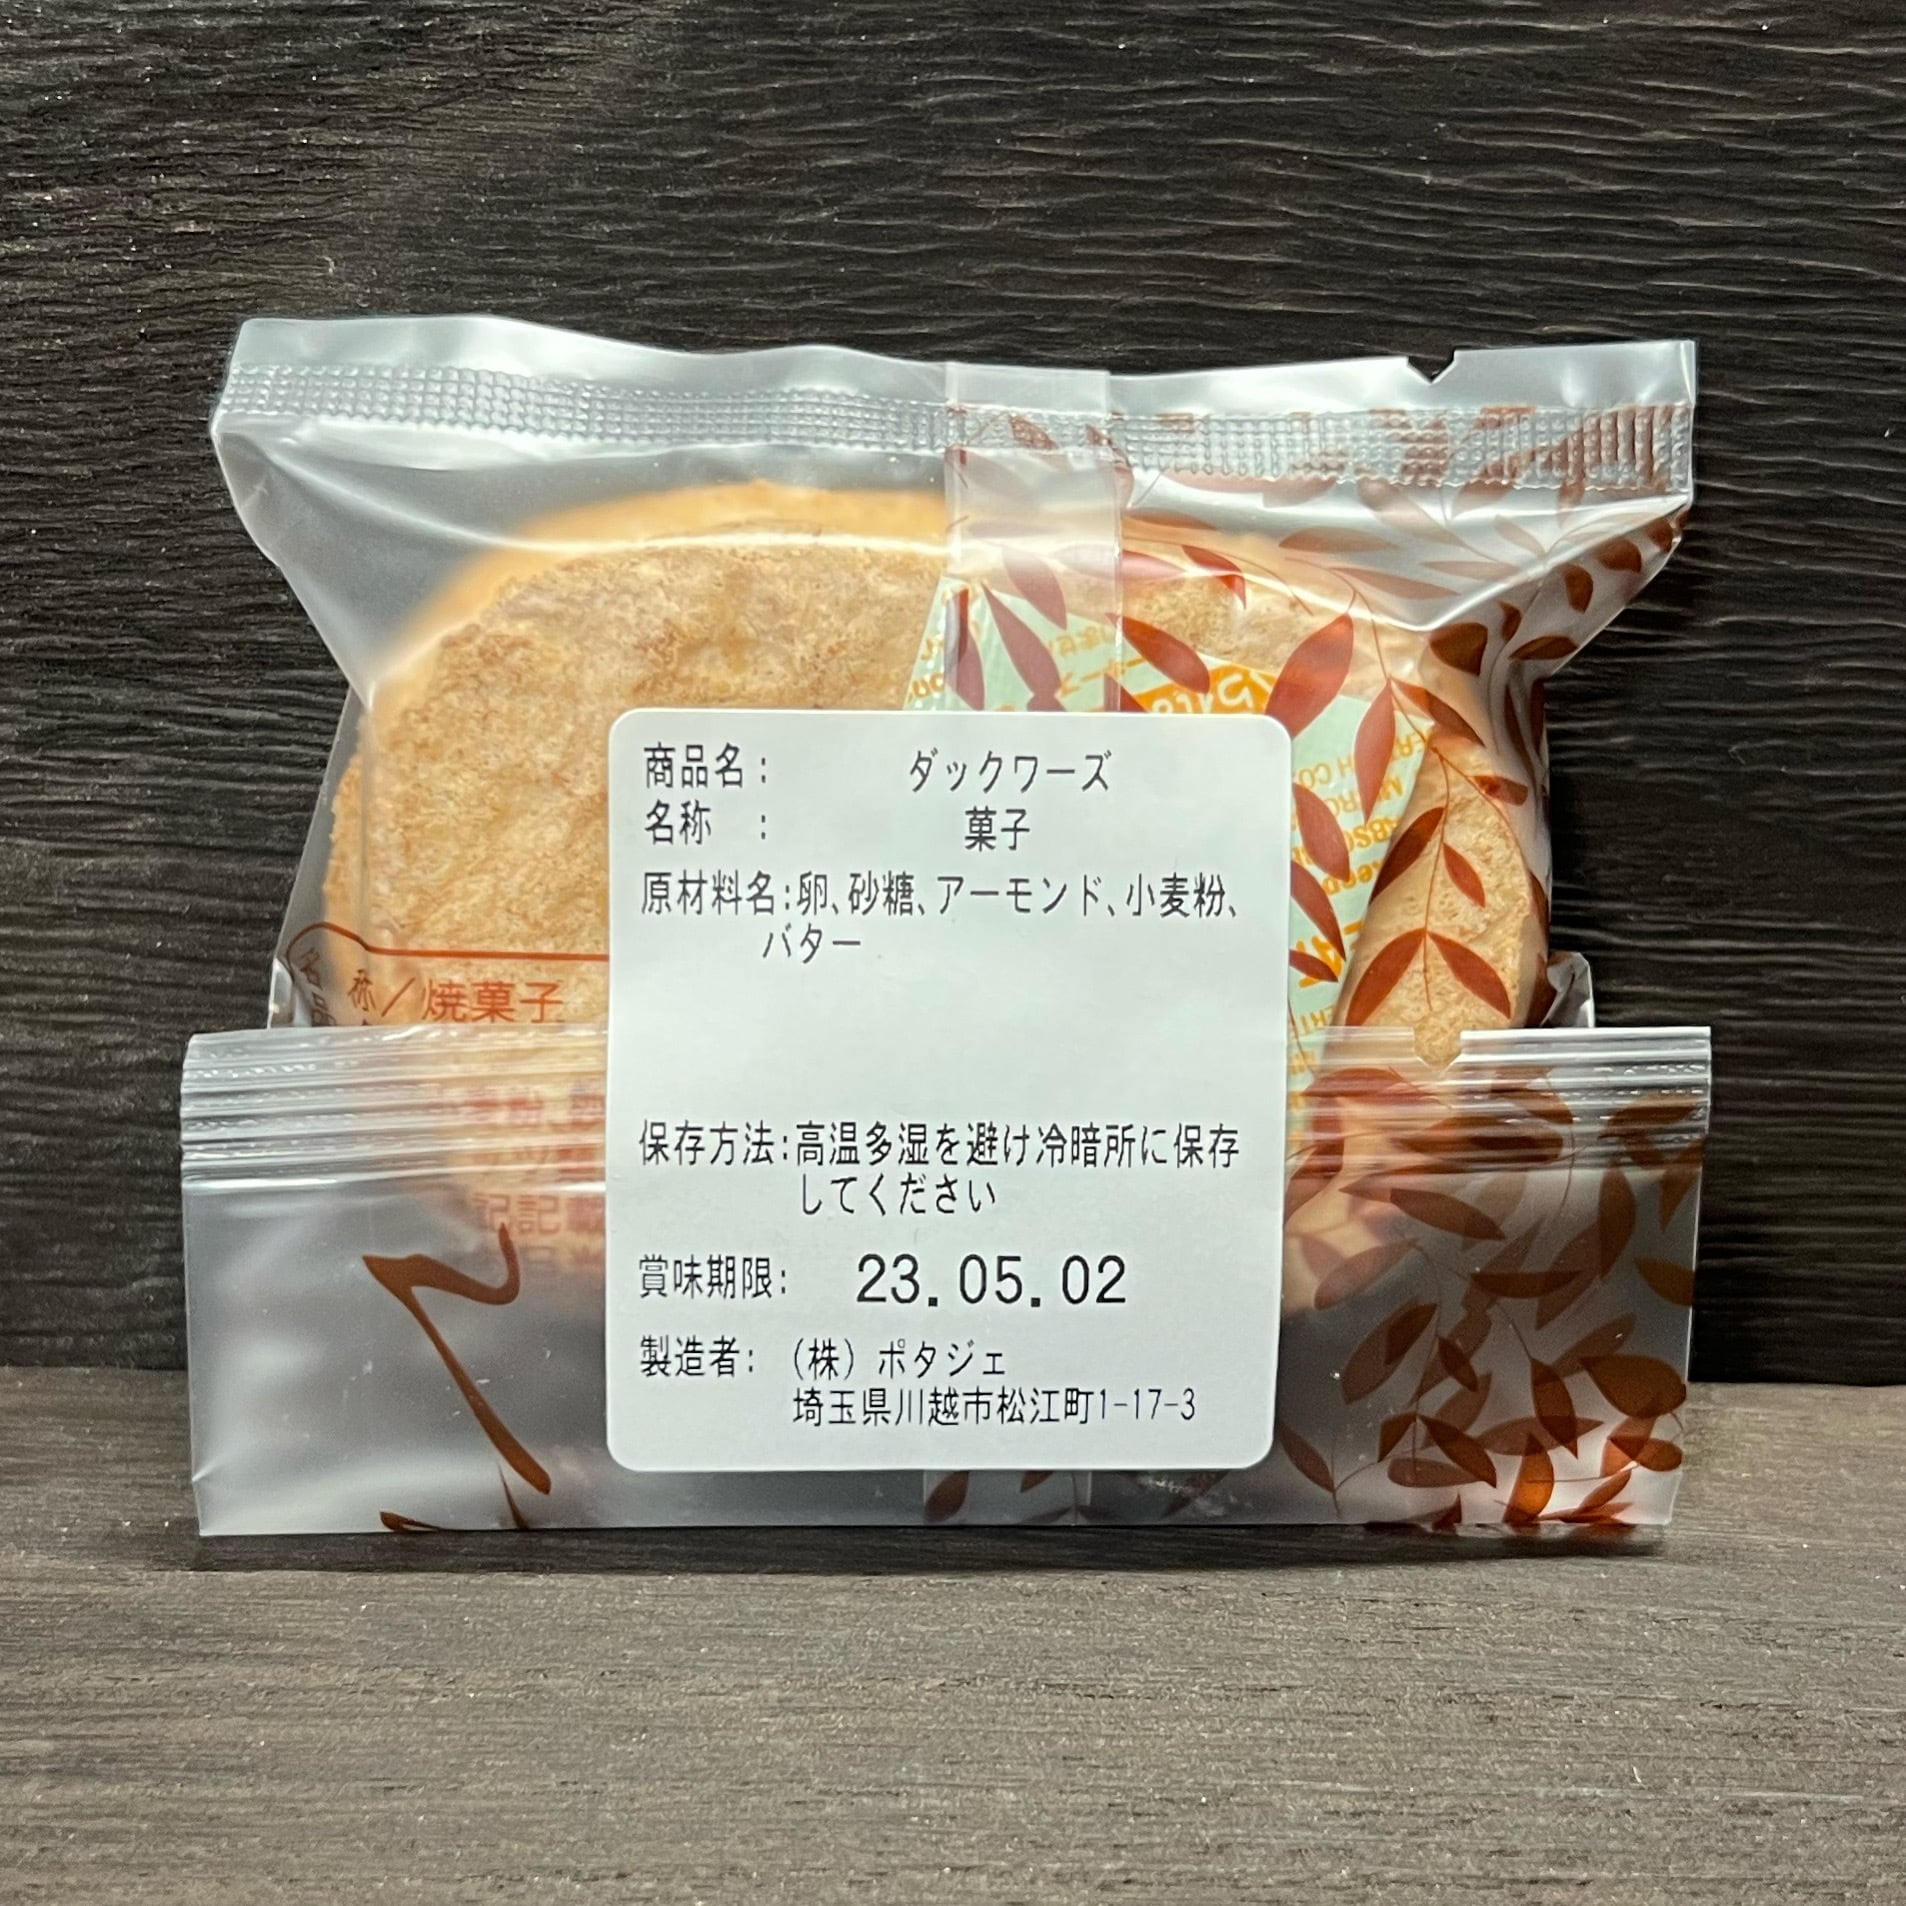 商品名: ダックワーズ
名称 : 菓子
原材料名:卵、砂糖、アーモンド、小麦粉、
バター
保存方法:高温多湿を避け冷暗所に保存
してください
賞味期限: 23.05.02
製造者: (株)ポタジェ
埼玉県川越市松江町1-17-3
称/焼菓子